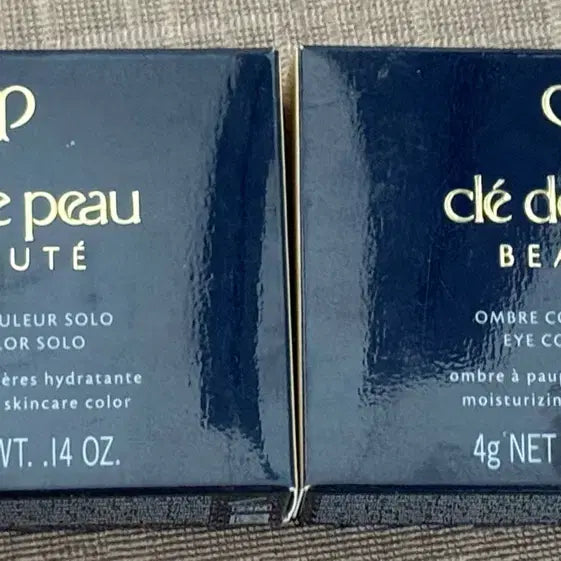 e peau
UTÉ
ULEUR SOLO
LOR SOLO
ères hydratante
skincare color
WT. .14 OZ.
clé d
BEA
OMBRE CO
EYE CO
ombre à paup
moisturizin
4g NET